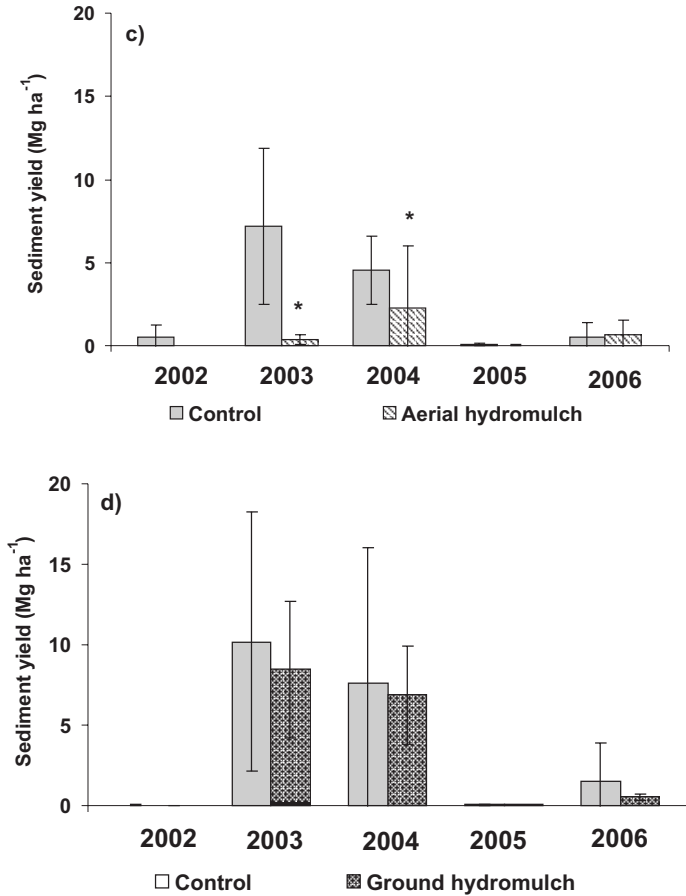 c)
Sediment yield (Mg ha⁻¹)
20
15
10
5
0
*
*
2002 2003 2004 2005 2006
Control Aerial hydromulch
d)
Sediment yield (Mg ha⁻¹)
20
15
10
5
0
2002 2003 2004 2005 2006
Control Ground hydromulch